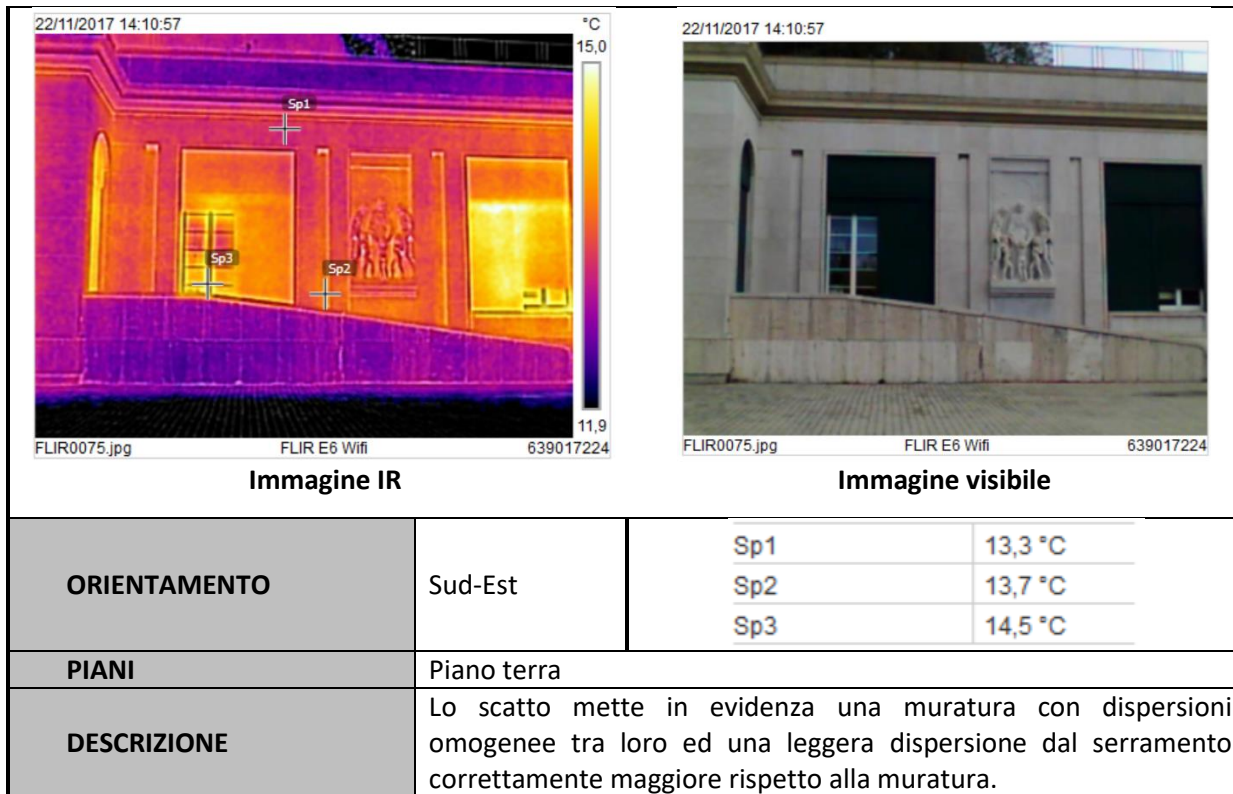 22/11/2017 14:10:57
°C
15,0
Sp1
Sp3
Sp2
11,9
FLIR0075.jpg FLIR E6 Wifi 639017224
Immagine IR
22/11/2017 14:10:57
FLIR0075.jpg FLIR E6 Wifi 639017224
Immagine visibile
ORIENTAMENTO
Sud-Est
Sp1 13,3 °C
Sp2 13,7 °C
Sp3 14,5 °C
PIANI
Piano terra
DESCRIZIONE
Lo scatto mette in evidenza una muratura con dispersioni
omogenee tra loro ed una leggera dispersione dal serramento
correttamente maggiore rispetto alla muratura.